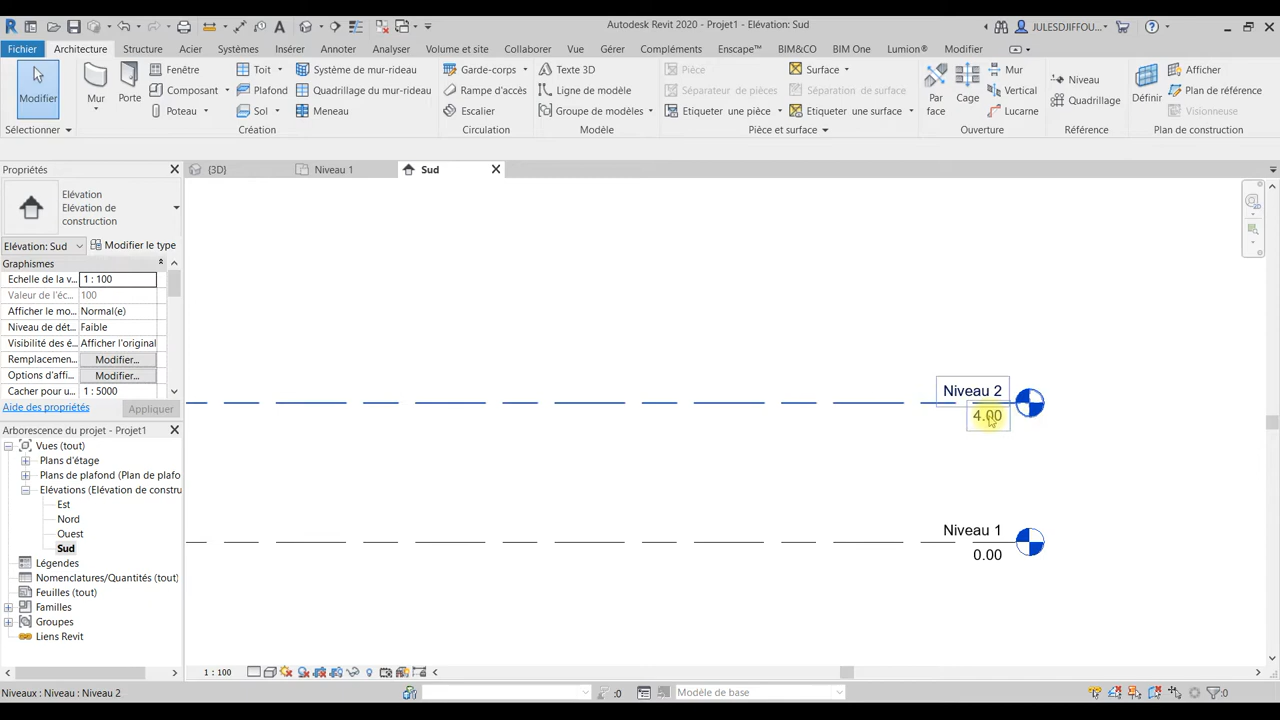 Autodesk Revit 2020 - Projet1 - Elévation: Sud
JULESDJIFFOU...
Fichier Architecture Structure Acier Systèmes Insérer Annoter Analyser Volume et site Collaborer Vue Gérer Compléments Enscape™ BIM&CO BIM One Lumion® Modifier
Modifier
Mur
Porte
Fenêtre
Composant
Poteau
Toit
Plafond
Sol
Système de mur-rideau
Quadrillage du mur-rideau
Meneau
Garde-corps
Rampe d'accès
Escalier
Texte 3D
Ligne de modèle
Groupe de modèles
Pièce
Séparateur de pièces
Etiqueter une pièce
Surface
Séparation de surface
Etiqueter une surface
Par face
Cage
Mur
Vertical
Lucarne
Niveau
Quadrillage
Définir
Afficher
Plan de référence
Visionneuse
Sélectionner Création Circulation Modèle Pièce et surface Ouverture Référence Plan de construction
Propriétés
{3D} Niveau 1 Sud
Elévation
Elévation de
construction
Elévation: Sud Modifier le type
Graphismes
Echelle de la v... 1 : 100
Valeur de l'éc... 100
Afficher le mo... Normal(e)
Niveau de dét... Faible
Visibilité des é... Afficher l'original
Remplacemen... Modifier...
Options d'affi... Modifier...
Cacher pour u... 1 : 5000
Aide des propriétés Appliquer
Arborescence du projet - Projet1
Vues (tout)
Plans d'étage
Plans de plafond (Plan de plafo
Elévations (Elévation de constru
Est
Nord
Ouest
Sud
Légendes
Nomenclatures/Quantités (tout)
Feuilles (tout)
Familles
Groupes
Liens Revit
Niveau 2
4.00
Niveau 1
0.00
1 : 100
Niveaux : Niveau : Niveau 2
:0
Modèle de base
:0